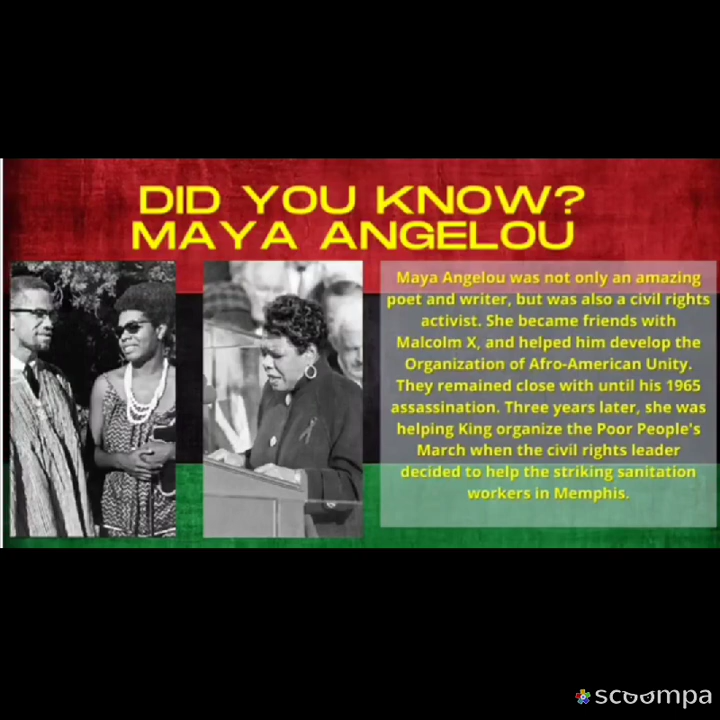 DID YOU KNOW?
MAYA ANGELOU
Maya Angelou was not only an amazing
poet and writer, but was also a civil rights
activist. She became friends with
Malcolm X, and helped him develop the
Organization of Afro-American Unity.
They remained close with until his 1965
assassination. Three years later, she was
helping King organize the Poor People's
March when the civil rights leader
decided to help the striking sanitation
workers in Memphis.
scoompa